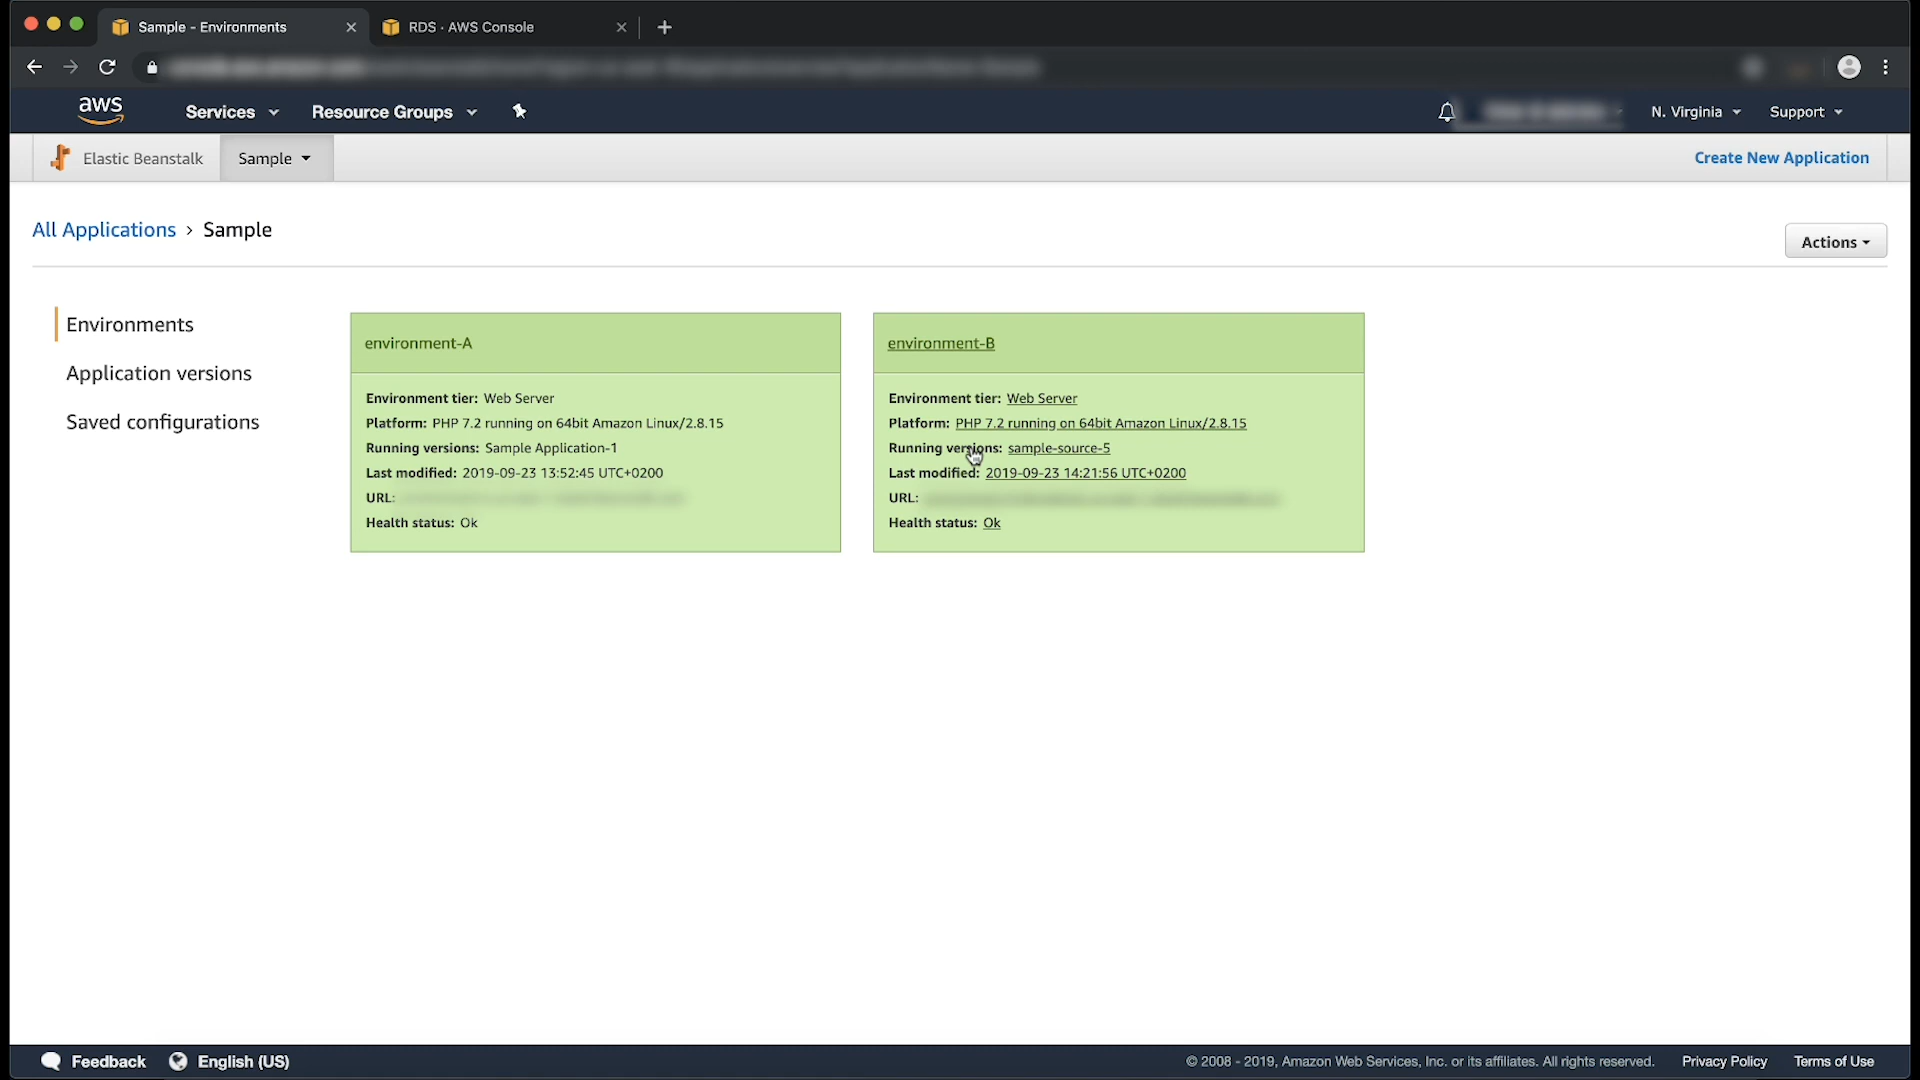 Sample - Environments
RDS · AWS Console
aws
Services
Resource Groups
N. Virginia
Support
Elastic Beanstalk
Sample
Create New Application
All Applications › Sample
Actions
Environments
Application versions
Saved configurations
environment-A
Environment tier: Web Server
Platform: PHP 7.2 running on 64bit Amazon Linux/2.8.15
Running versions: Sample Application-1
Last modified: 2019-09-23 13:52:45 UTC+0200
URL:
Health status: Ok
environment-B
Environment tier: Web Server
Platform: PHP 7.2 running on 64bit Amazon Linux/2.8.15
Running versions: sample-source-5
Last modified: 2019-09-23 14:21:56 UTC+0200
URL:
Health status: Ok
Feedback
English (US)
© 2008 - 2019, Amazon Web Services, Inc. or its affiliates. All rights reserved.
Privacy Policy
Terms of Use